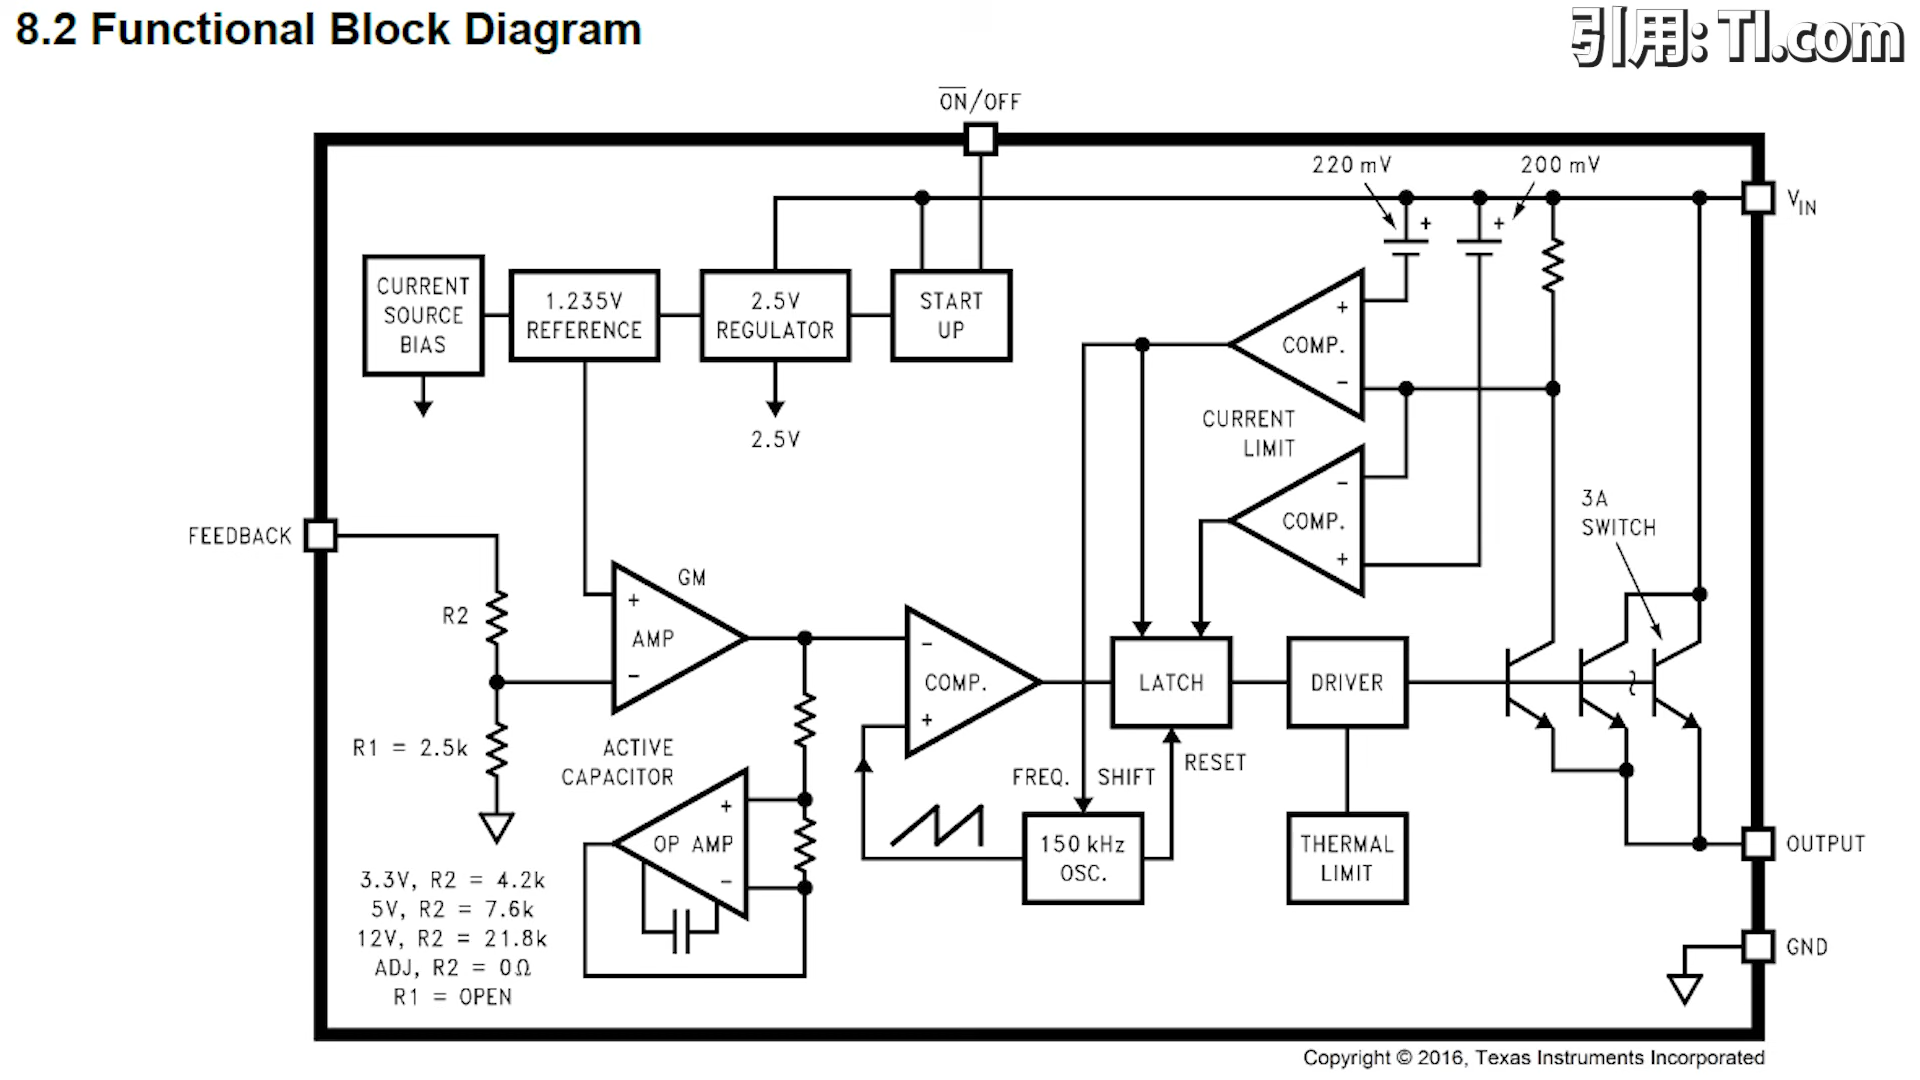 8.2 Functional Block Diagram
引用: TI.com
ON/OFF
220 mV
200 mV
VIN
CURRENT
SOURCE
BIAS
1.235V
REFERENCE
2.5V
REGULATOR
START
UP
+
+
+
COMP.
−
2.5V
CURRENT
LIMIT
−
COMP.
+
3A
SWITCH
FEEDBACK
GM
R2
+
AMP
−
−
COMP.
+
LATCH
DRIVER
R1 = 2.5k
ACTIVE
CAPACITOR
FREQ. SHIFT
RESET
+
OP AMP
−
150 kHz
OSC.
THERMAL
LIMIT
OUTPUT
3.3V, R2 = 4.2k
5V, R2 = 7.6k
12V, R2 = 21.8k
ADJ, R2 = 0Ω
R1 = OPEN
GND
Copyright © 2016, Texas Instruments Incorporated